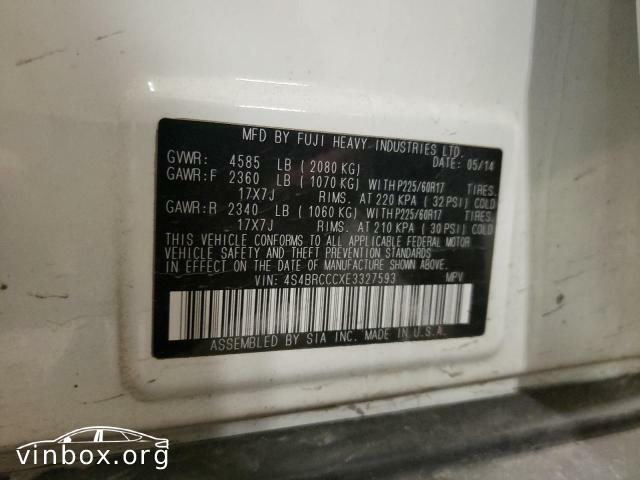 MFD BY FUJI HEAVY INDUSTRIES LTD.
GVWR: 4585 LB ( 2080 KG) DATE: 05/14
GAWR:F 2360 LB ( 1070 KG) WITH P225/60R17 TIRES.
17X7J RIMS. AT 220 KPA ( 32 PSI) COLD
GAWR:R 2340 LB ( 1060 KG) WITH P225/60R17 TIRES.
17X7J RIMS. AT 210 KPA ( 30 PSI) COLD
THIS VEHICLE CONFORMS TO ALL APPLICABLE FEDERAL MOTOR
VEHICLE SAFETY AND THEFT PREVENTION STANDARDS
IN EFFECT ON THE DATE OF MANUFACTURE SHOWN ABOVE.
VIN: 4S4BRCCCXE3327593 MPV
ASSEMBLED BY SIA INC. MADE IN U.S.A.
vinbox.org